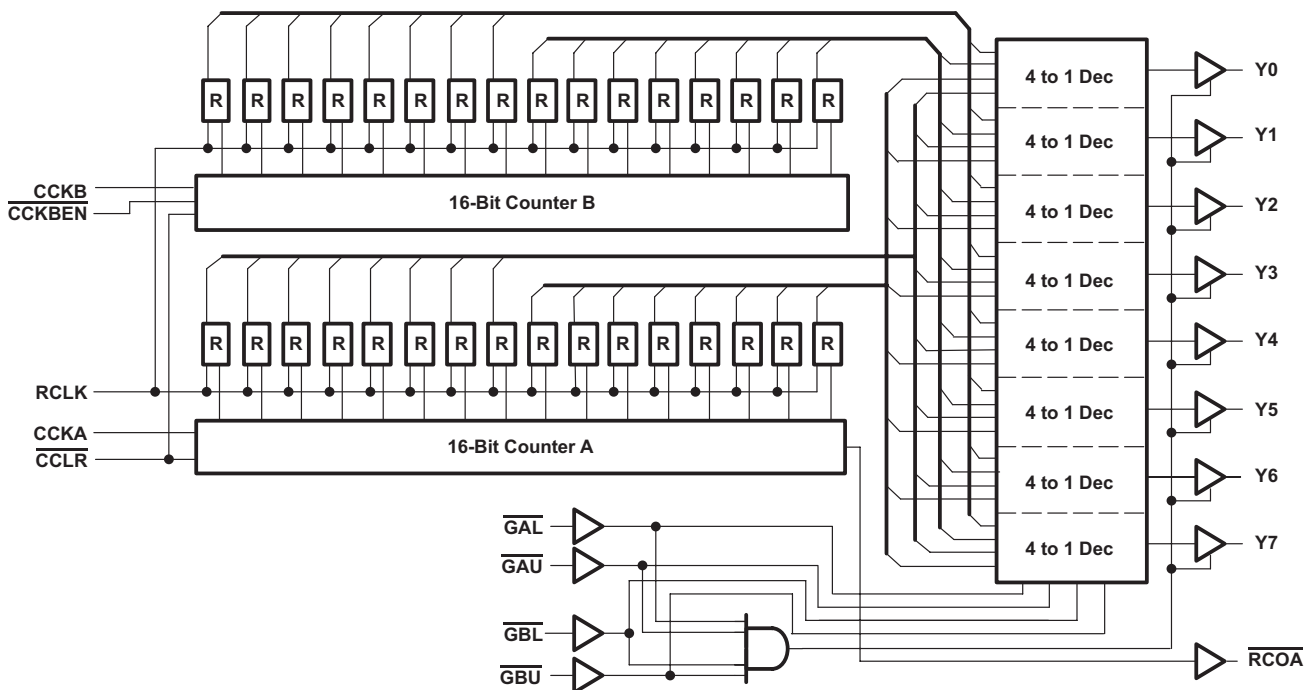 4 to 1 Dec
Y0
R R R R R R R R R R R R R R R R
4 to 1 Dec
Y1
CCKB
16-Bit Counter B
4 to 1 Dec
Y2
CCKBEN
4 to 1 Dec
Y3
R R R R R R R R R R R R R R R R
4 to 1 Dec
Y4
RCLK
4 to 1 Dec
Y5
CCKA
16-Bit Counter A
CCLR
4 to 1 Dec
Y6
GAL
4 to 1 Dec
Y7
GAU
GBL
GBU
RCOA